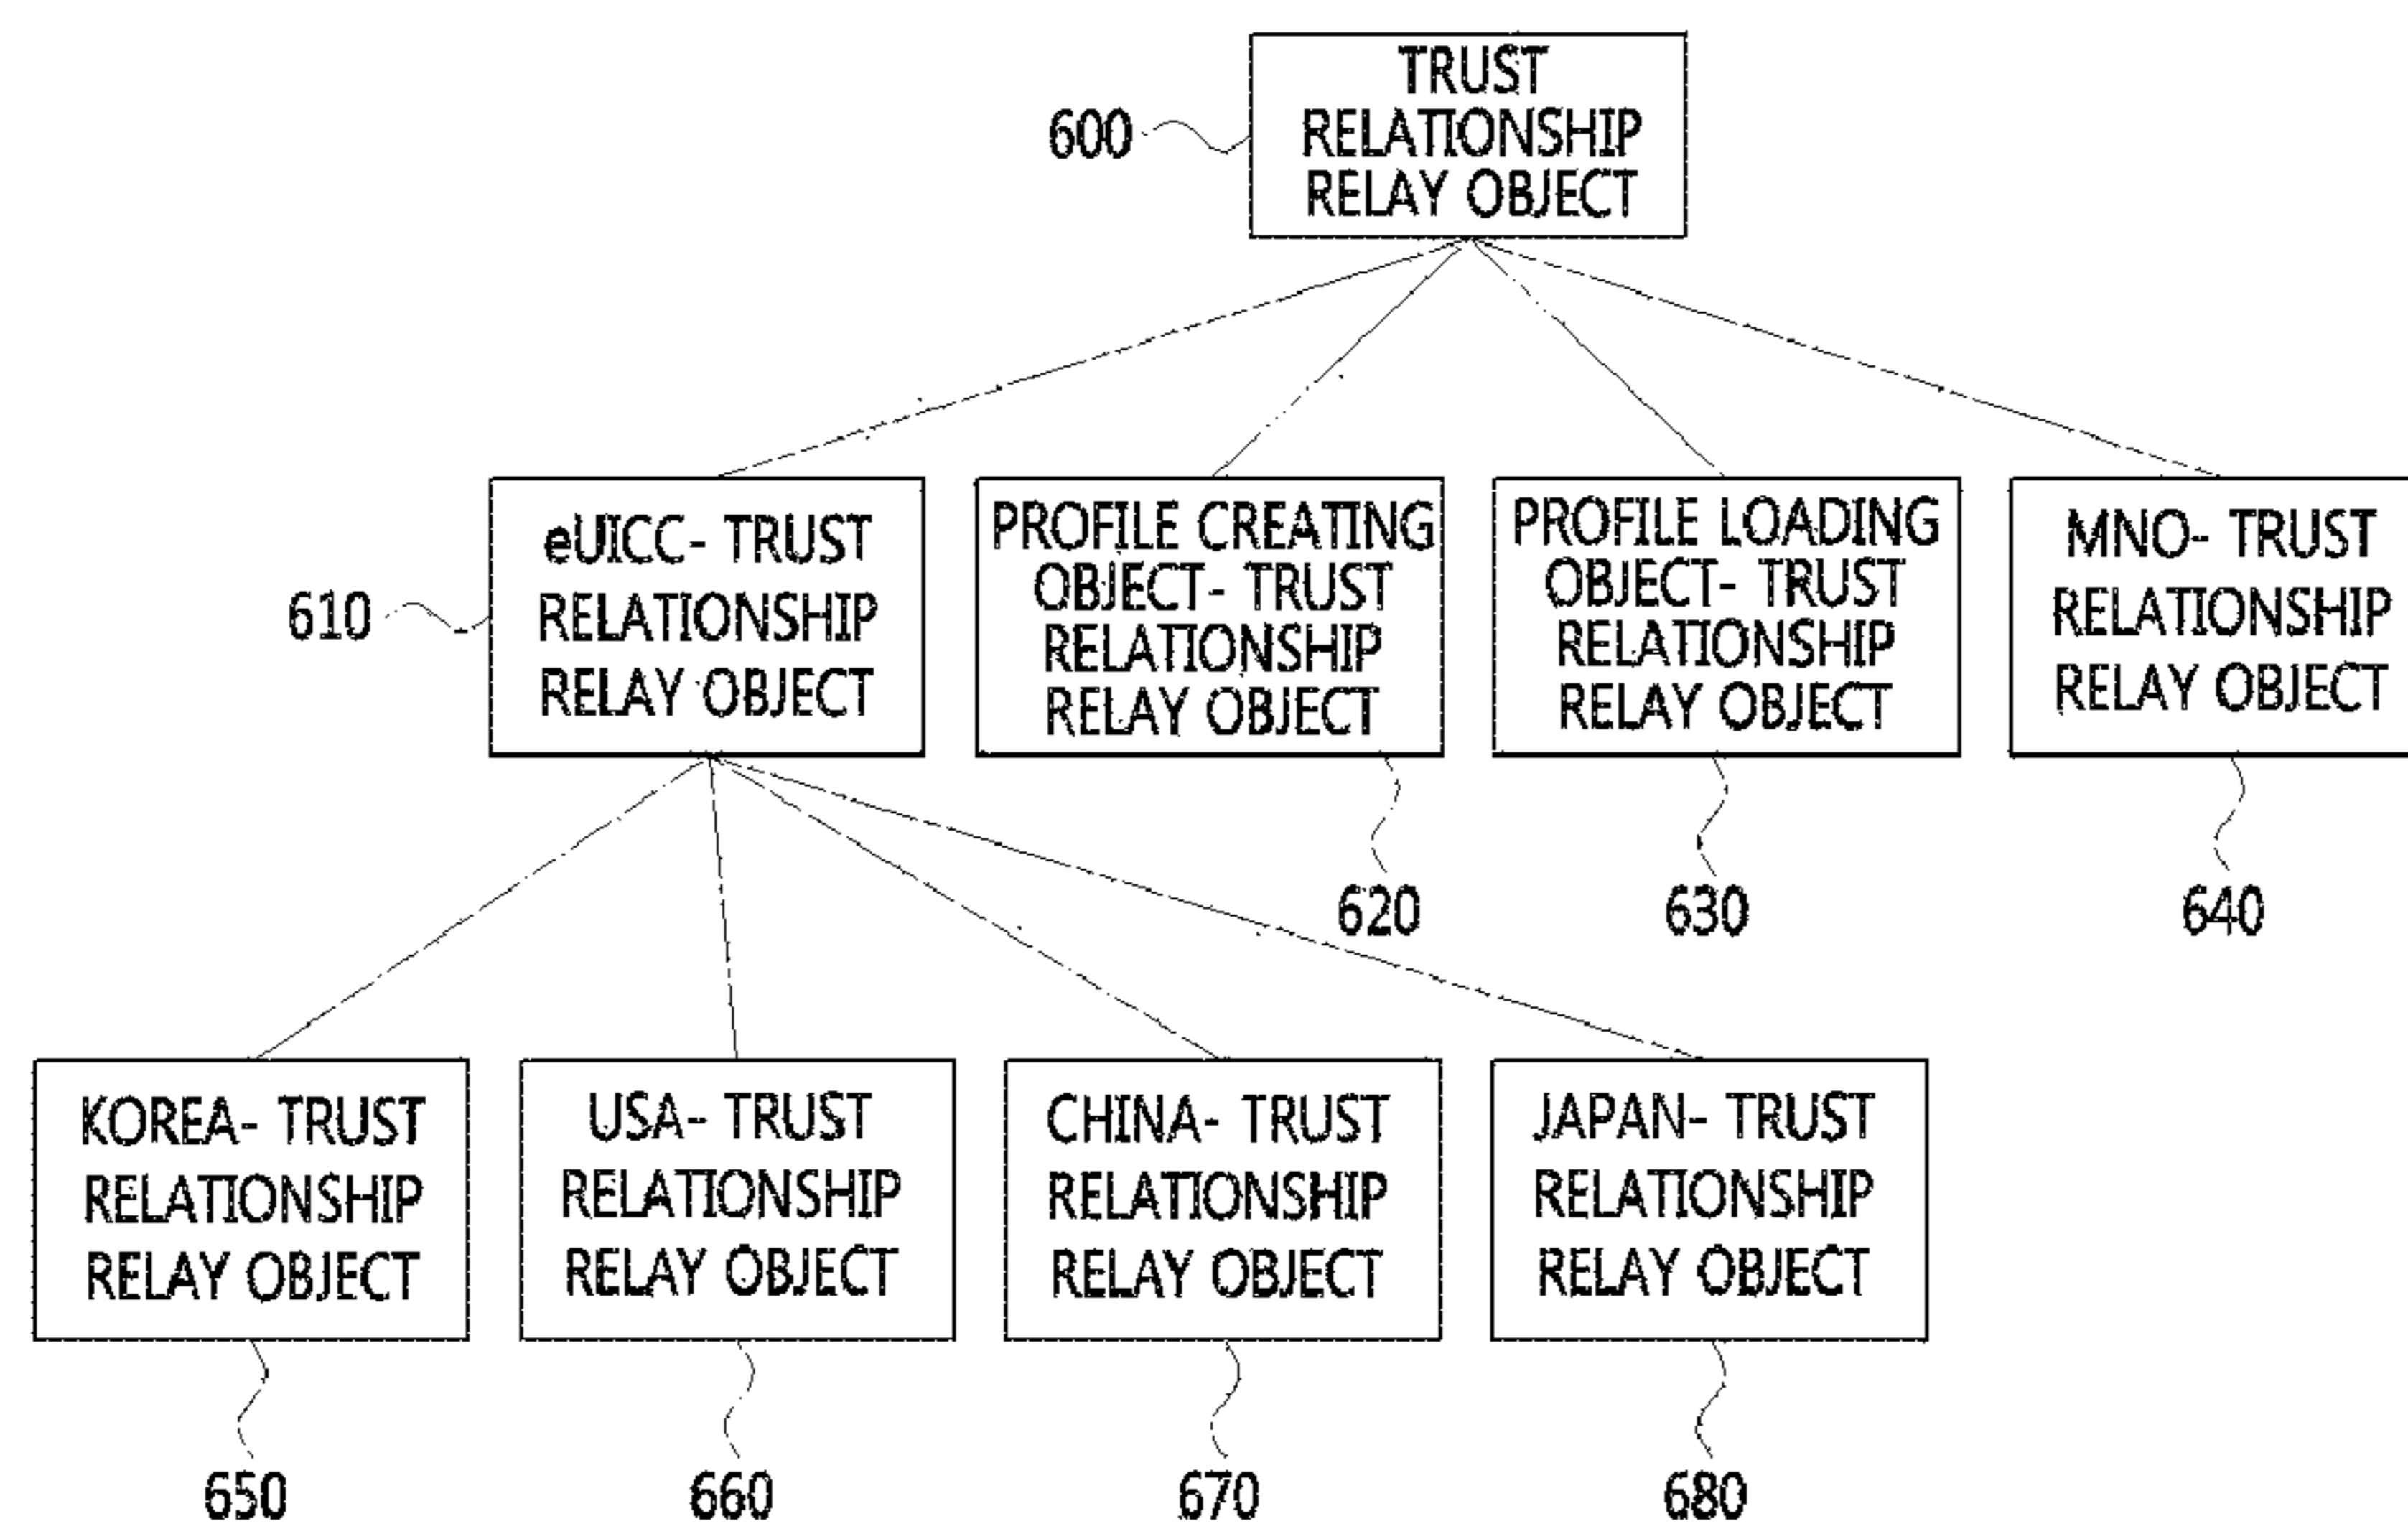 TRUST
RELATIONSHIP
RELAY OBJECT
600
eUICC- TRUST
RELATIONSHIP
RELAY OBJECT
610
PROFILE CREATING
OBJECT- TRUST
RELATIONSHIP
RELAY OBJECT
PROFILE LOADING
OBJECT- TRUST
RELATIONSHIP
RELAY OBJECT
MNO- TRUST
RELATIONSHIP
RELAY OBJECT
620
630
640
KOREA- TRUST
RELATIONSHIP
RELAY OBJECT
USA- TRUST
RELATIONSHIP
RELAY OBJECT
CHINA- TRUST
RELATIONSHIP
RELAY OBJECT
JAPAN- TRUST
RELATIONSHIP
RELAY OBJECT
650
660
670
680